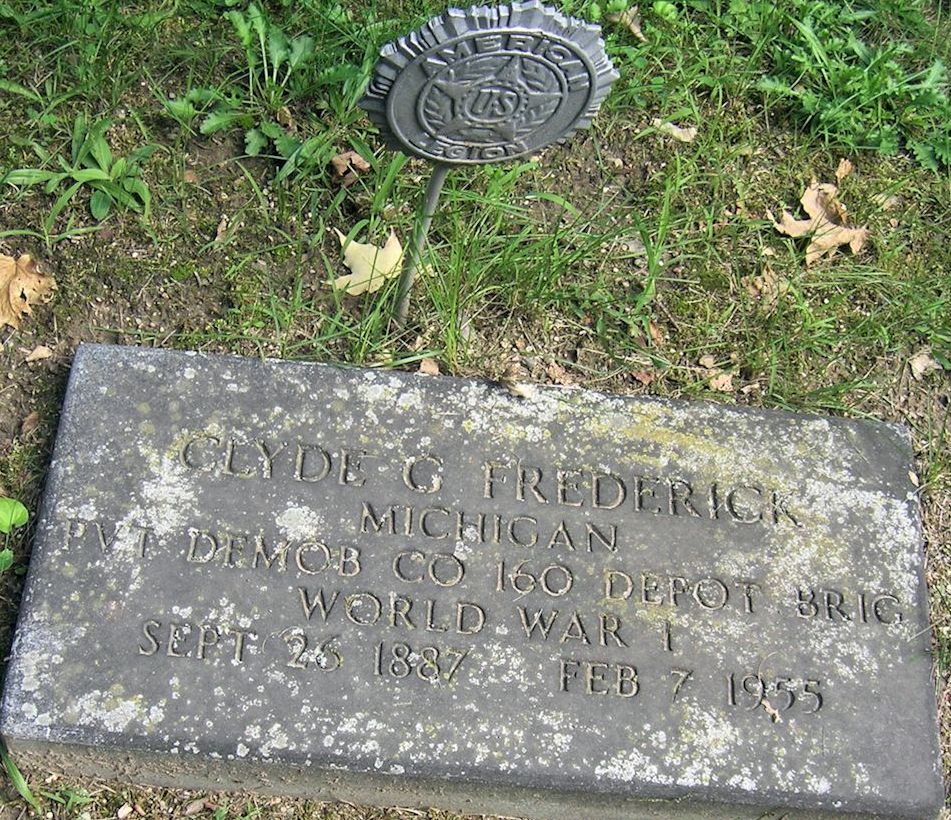 AMERICAN
US
LEGION
CLYDE G FREDERICK
MICHIGAN
PVT DEMOB CO 160 DEPOT BRIG
WORLD WAR I
SEPT 26 1887 FEB 7 1955